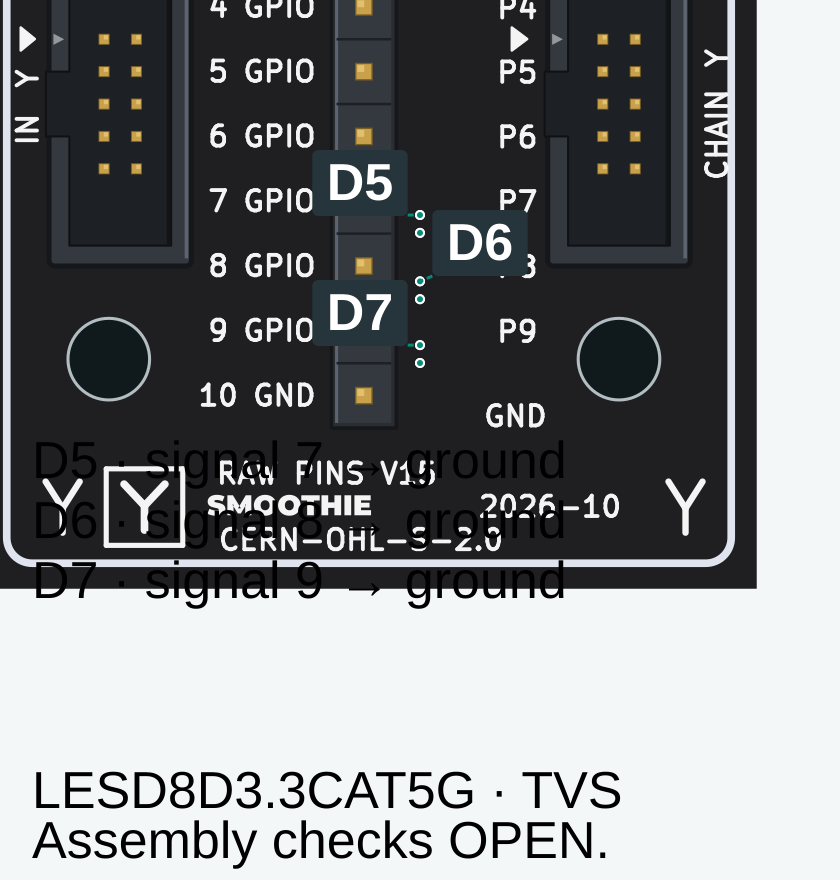 4 GPIO
P4
5 GPIO
P5
IN Y
CHAIN Y
6 GPIO
P6
D5
7 GPIO
P7
D6
8 GPIO
D7
9 GPIO
P9
10 GND
GND
D5 · signal 7 → ground
RAW PINS V15
Y
Y
SMOOTHIE
2026-10
Y
D6 · signal 8 → ground
CERN-OHL-S-2.0
D7 · signal 9 → ground
LESD8D3.3CAT5G · TVS
Assembly checks OPEN.